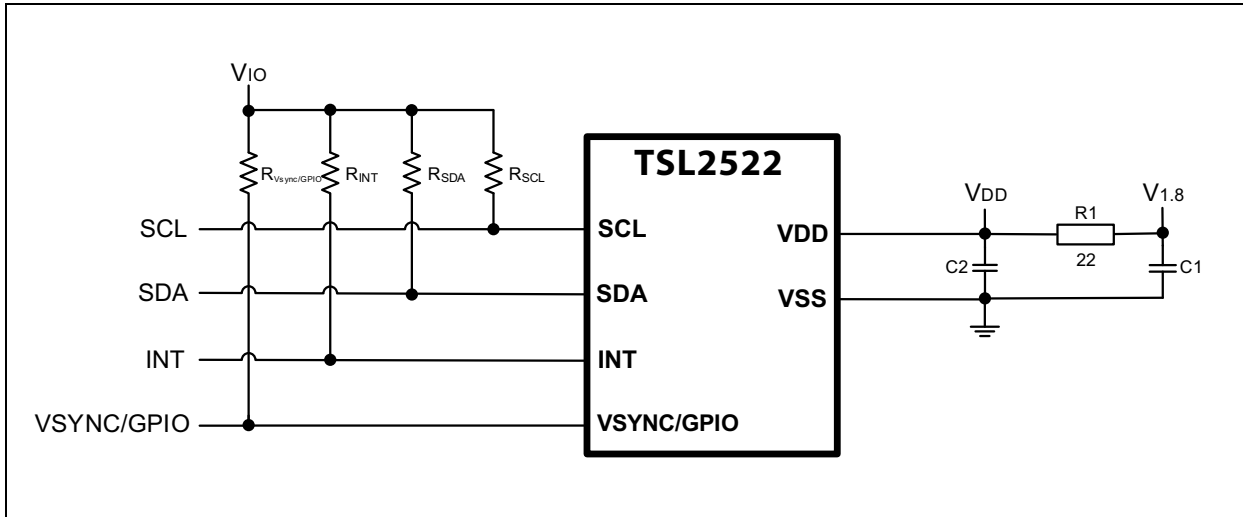 VIO
RVsync/GPIO
RINT
RSDA
RSCL
TSL2522
SCL
SCL
VDD
VDD
R1
22
V1.8
C2
C1
SDA
SDA
VSS
INT
INT
VSYNC/GPIO
VSYNC/GPIO